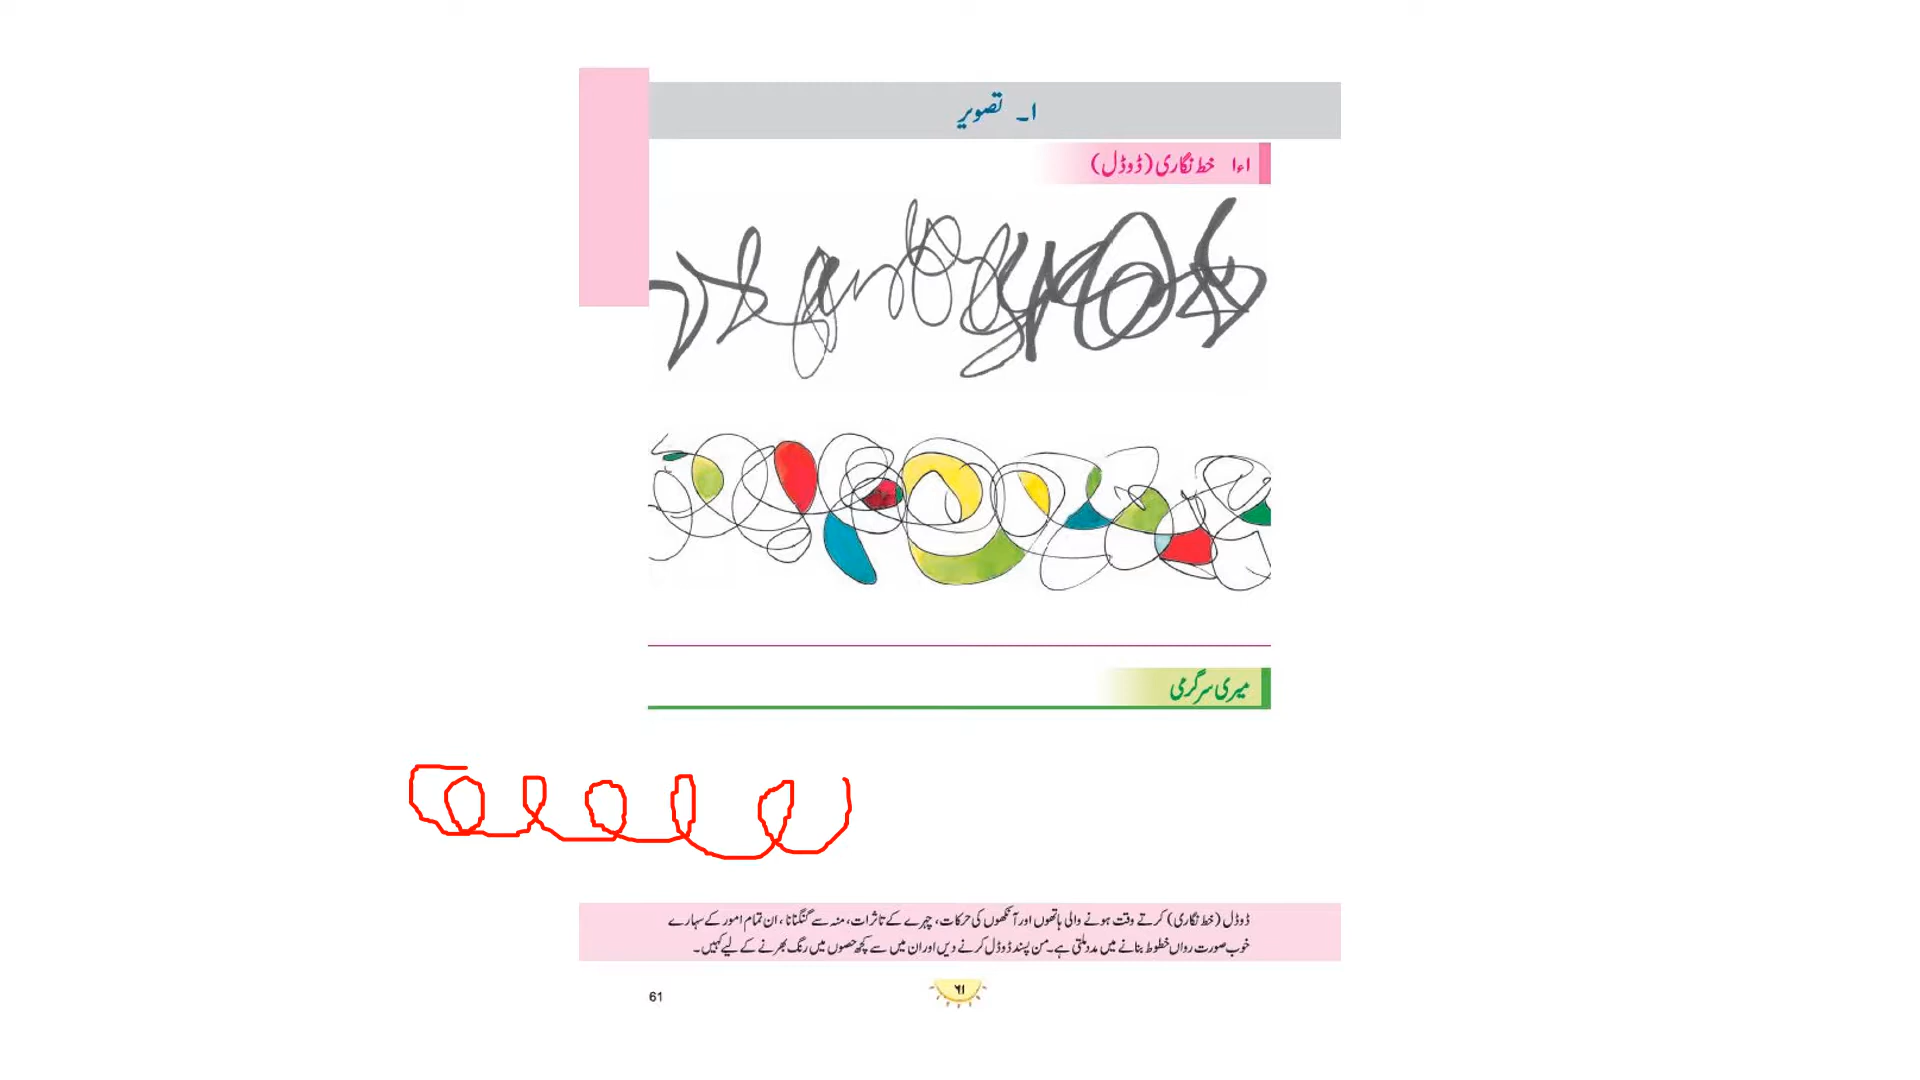 ۱۔ تصویر
۱ء۱ خط نگاری (ڈوڈل)
میری سرگرمی
ڈوڈل (خط نگاری) کرتے وقت ہونے والی ہاتھوں اور آنکھوں کی حرکات، چہرے کے تاثرات، منہ سے گنگنانا، ان تمام امور کے سہارے
خوب صورت رواں خطوط بنانے میں مدد ملتی ہے۔ من پسند ڈوڈل کرنے دیں اور ان میں سے کچھ حصوں میں رنگ بھرنے کے لیے کہیں۔
61
۶۱